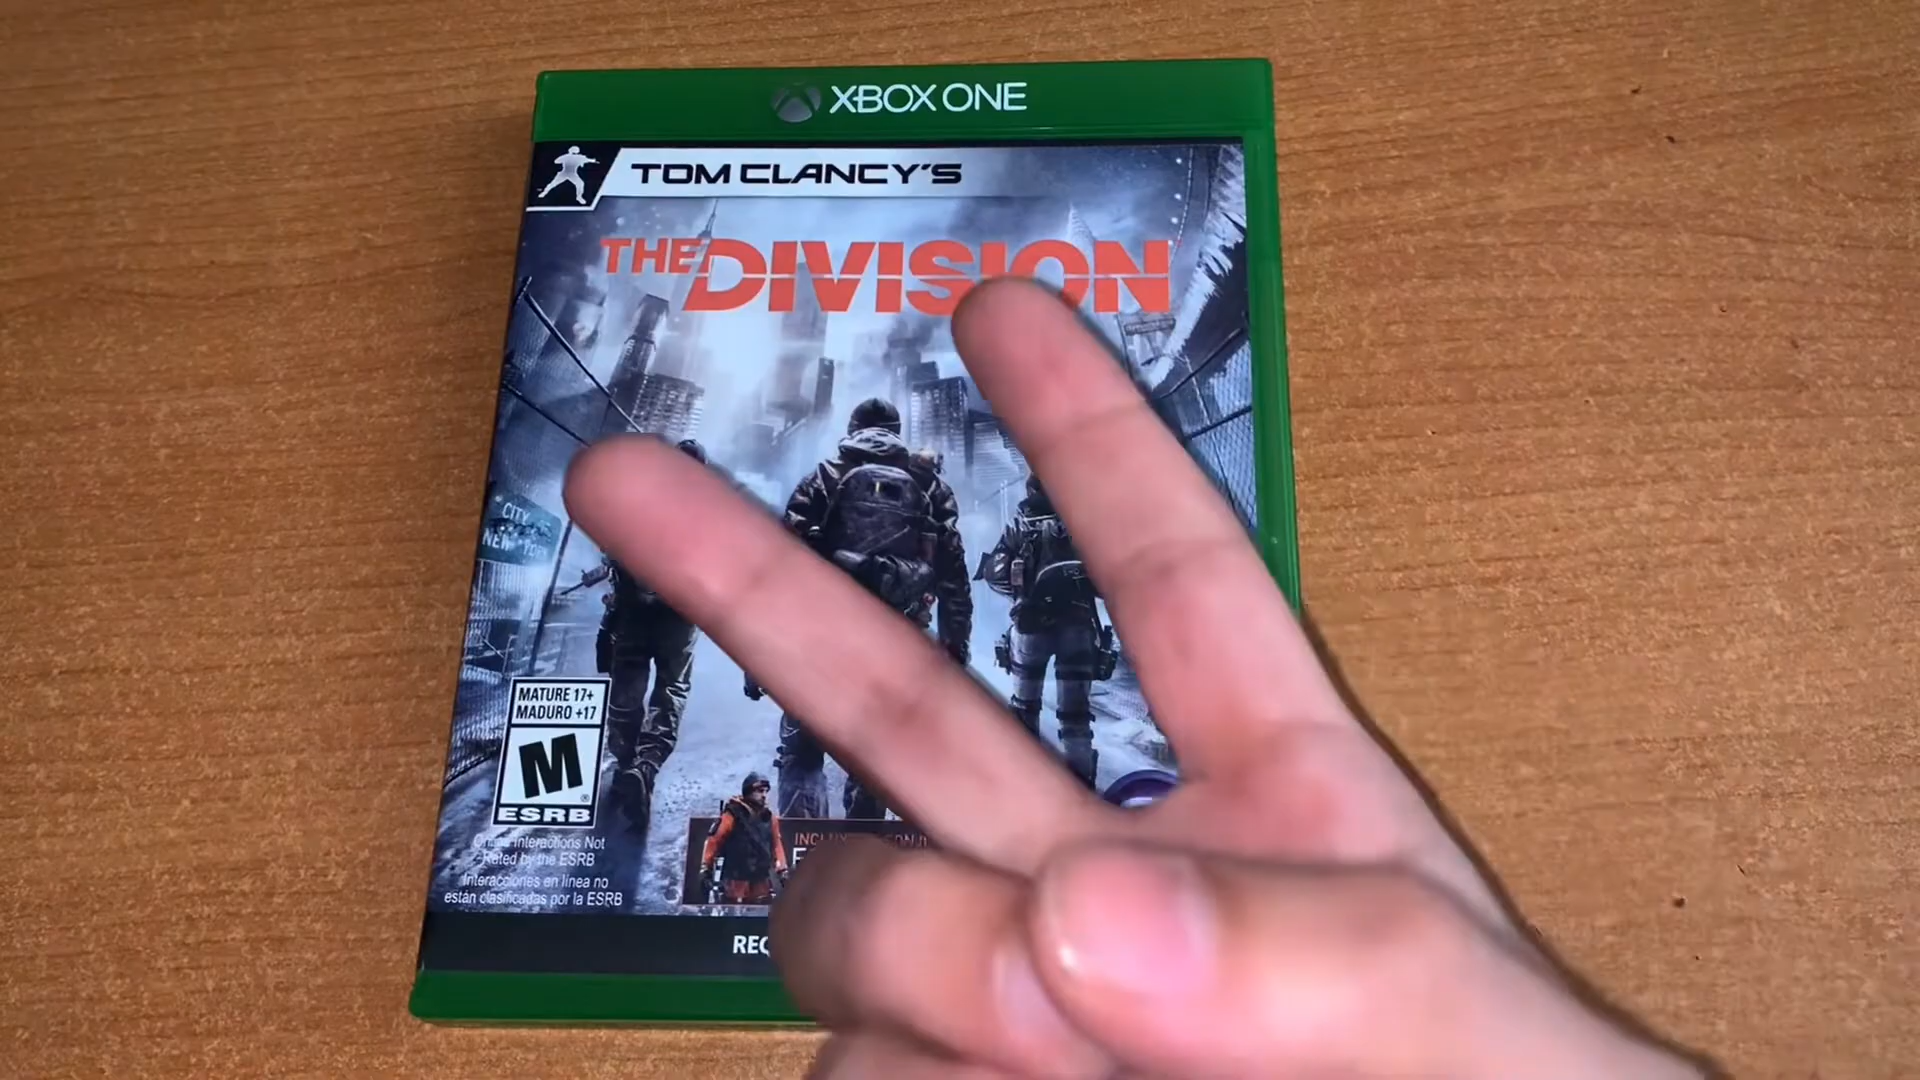 XBOX ONE
TOM CLANCY'S
THE DIVISION
CITY
NEW YORK
MATURE 17+
MADURO +17
M
ESRB
Online Interactions Not
Rated by the ESRB
Interacciones en línea no
están clasificadas por la ESRB